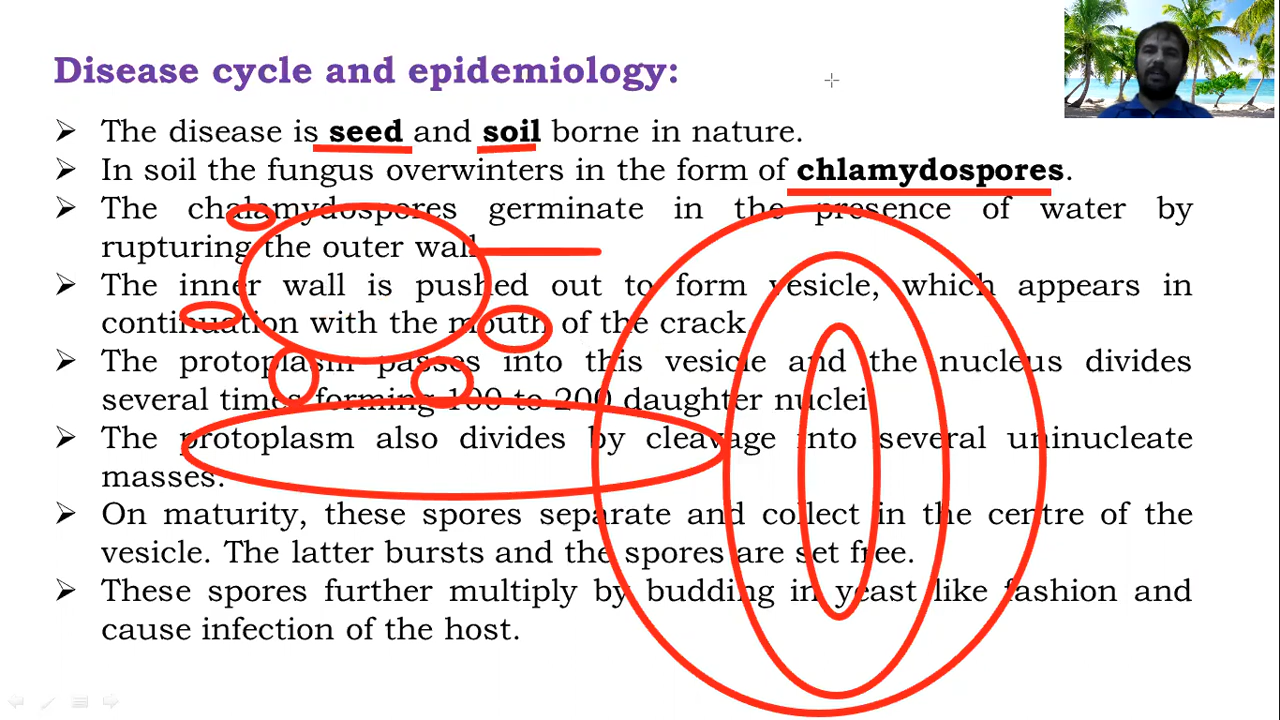 Disease cycle and epidemiology:
➢ The disease is seed and soil borne in nature.
➢ In soil the fungus overwinters in the form of chlamydospores.
➢ The chalamydospores germinate in the presence of water by
rupturing the outer wall
➢ The inner wall is pushed out to form vesicle, which appears in
continuation with the mouth of the crack.
➢ The protoplasm passes into this vesicle and the nucleus divides
several times forming 100 to 200 daughter nuclei
➢ The protoplasm also divides by cleavage into several uninucleate
masses.
➢ On maturity, these spores separate and collect in the centre of the
vesicle. The latter bursts and the spores are set free.
➢ These spores further multiply by budding in yeast like fashion and
cause infection of the host.